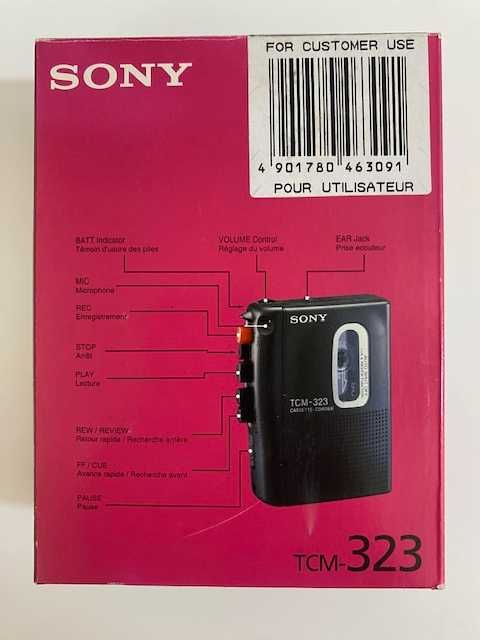 SONY
FOR CUSTOMER USE
4 901780 463091
POUR UTILISATEUR
BATT Indicator
Témoin d'usure des piles
VOLUME Control
Réglage du volume
EAR Jack
Prise écouteur
MIC
Microphone
REC
Enregistrement
STOP
Arrêt
PLAY
Lecture
REW / REVIEW
Retour rapide / Recherche arrière
FF / CUE
Avance rapide / Recherche avant
PAUSE
Pause
SONY
TCM-323
CASSETTE-CORDER
TCM-323